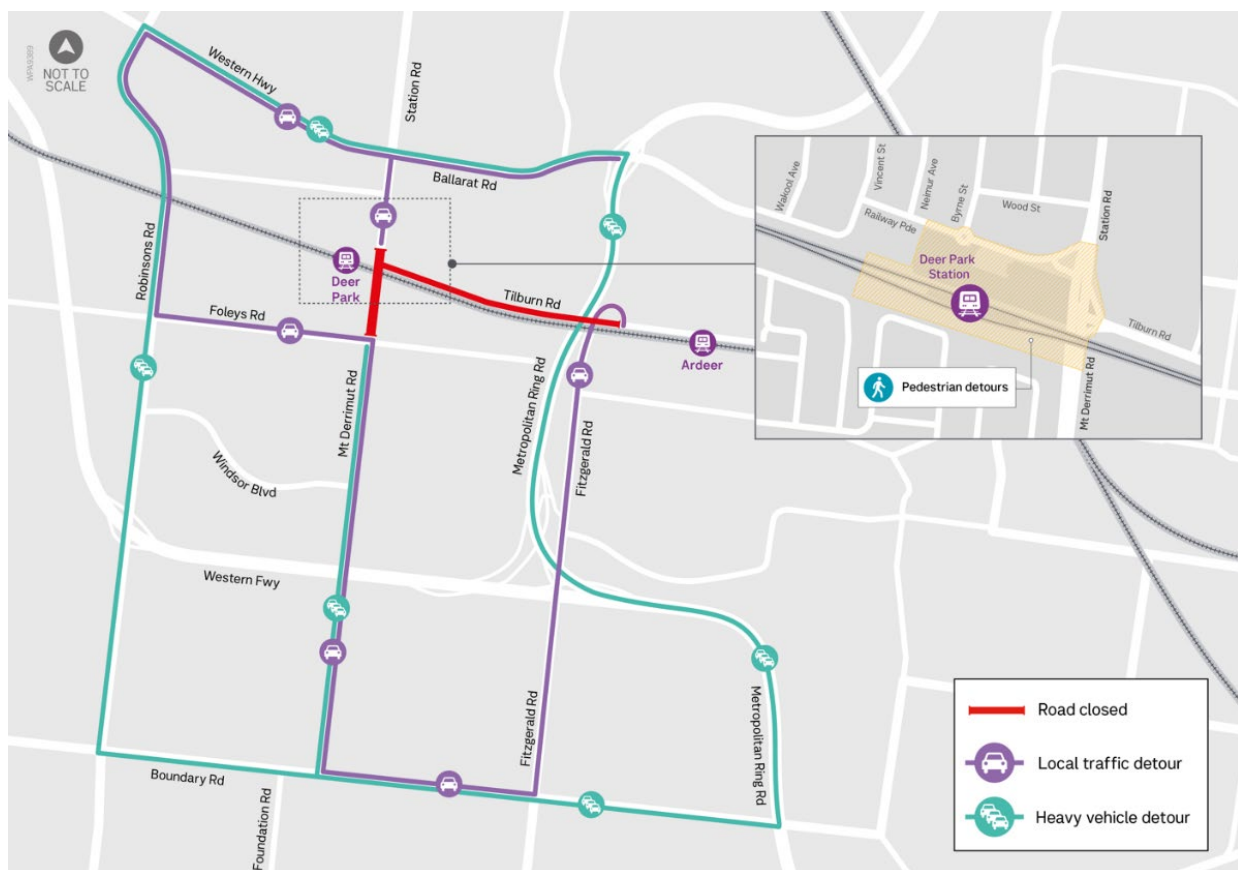 WPA9389
NOT TO
SCALE
Western Hwy
Station Rd
Ballarat Rd
Robinsons Rd
Deer
Park
Tilburn Rd
Foleys Rd
Ardeer
Mt Derrimut Rd
Metropolitan Ring Rd
Fitzgerald Rd
Windsor Blvd
Western Fwy
Fitzgerald Rd
Metropolitan Ring Rd
Boundary Rd
Foundation Rd
Wakool Ave
Vincent St
Neimur Ave
Byrne St
Wood St
Station Rd
Railway Pde
Deer Park
Station
Tilburn Rd
Mt Derrimut Rd
Pedestrian detours
Road closed
Local traffic detour
Heavy vehicle detour